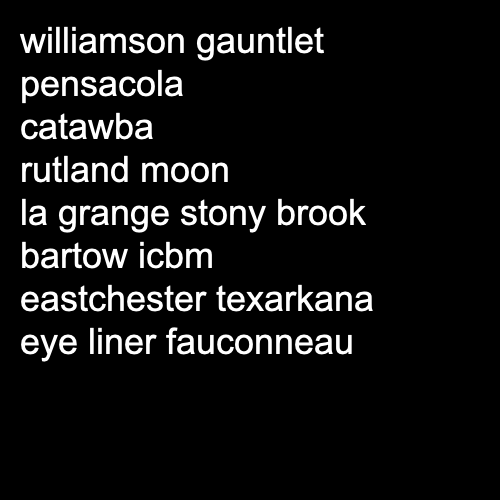 williamson gauntlet
pensacola
catawba
rutland moon
la grange stony brook
bartow icbm
eastchester texarkana
eye liner fauconneau